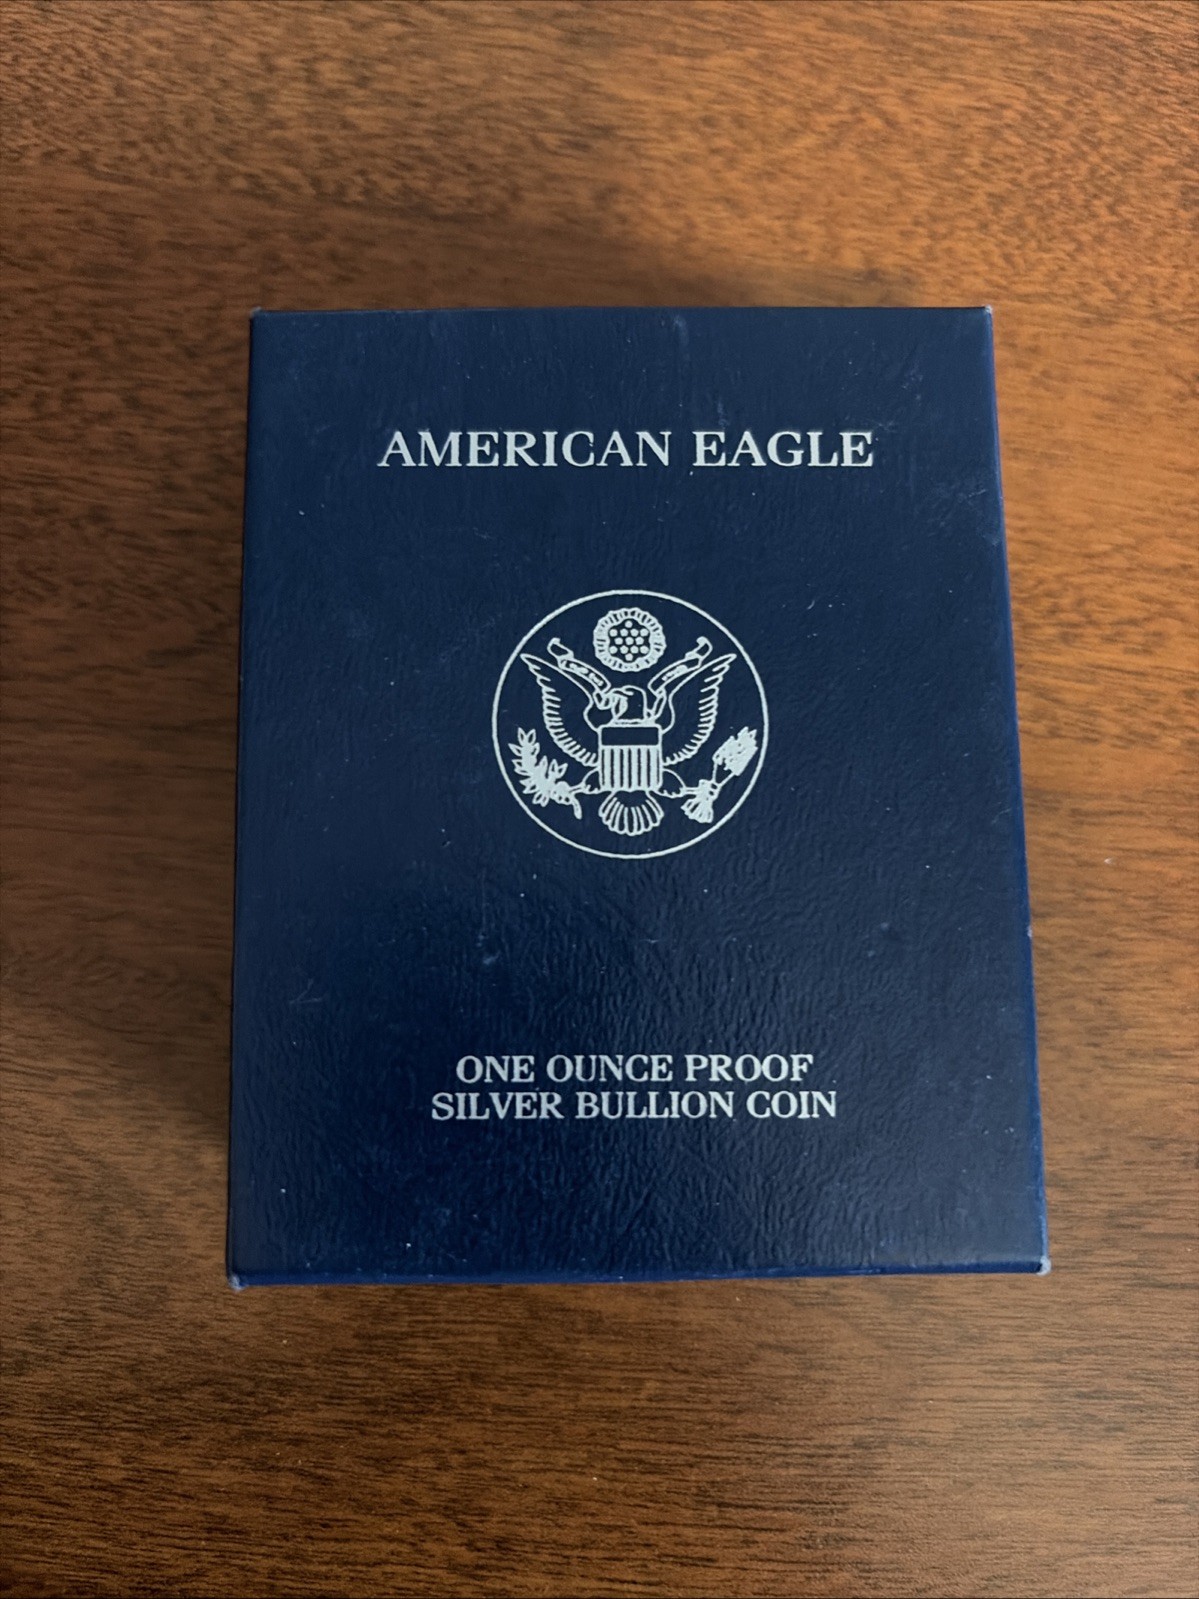 AMERICAN EAGLE
ONE OUNCE PROOF
SILVER BULLION COIN